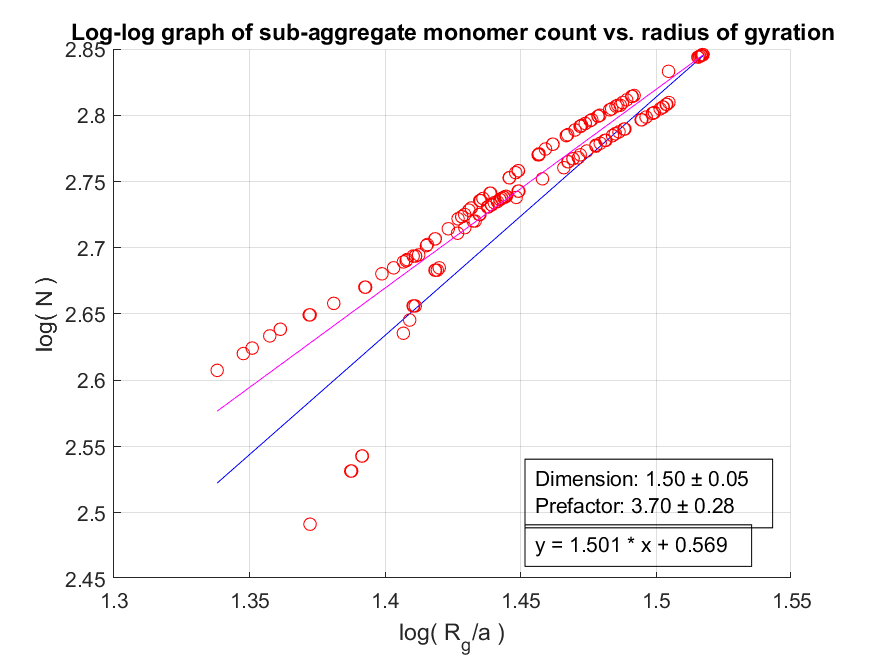 Log-log graph of sub-aggregate monomer count vs. radius of gyration
2.85
2.8
2.75
2.7
2.65
2.6
2.55
2.5
2.45
log( N )
Dimension: 1.50 ± 0.05
Prefactor: 3.70 ± 0.28
y = 1.501 * x + 0.569
1.3 1.35 1.4 1.45 1.5 1.55
log( R_g/a )